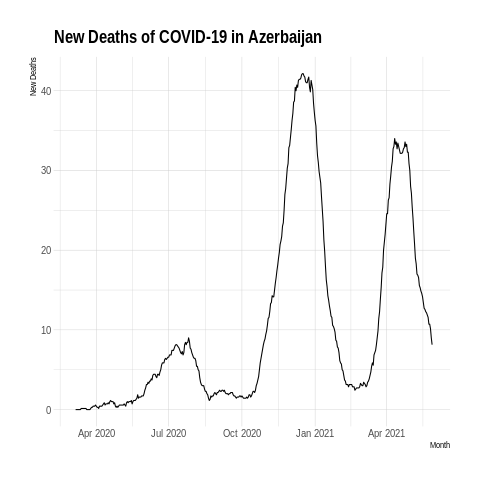 New Deaths of COVID-19 in Azerbaijan
New Deaths
40
30
20
10
0
Apr 2020 Jul 2020 Oct 2020 Jan 2021 Apr 2021
Month